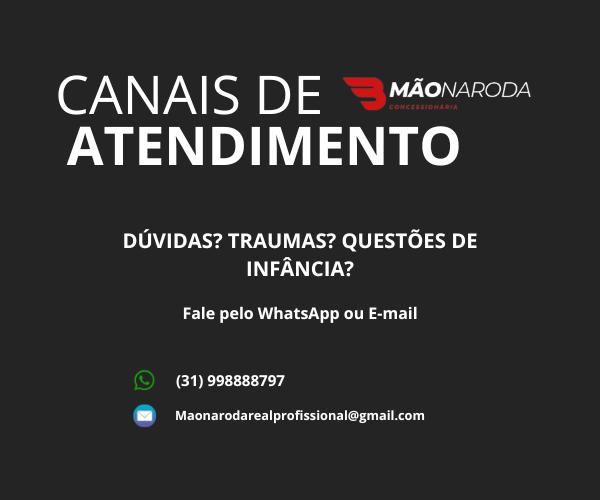 CANAIS DE
MÃONARODA
CONCESSIONÁRIA
ATENDIMENTO
DÚVIDAS? TRAUMAS? QUESTÕES DE
INFÂNCIA?
Fale pelo WhatsApp ou E-mail
(31) 998888797
Maonarodarealprofissional@gmail.com